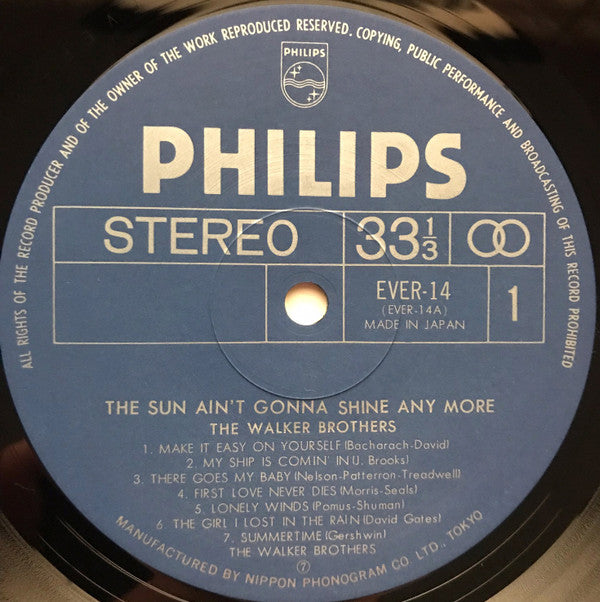 ALL RIGHTS OF THE RECORD PRODUCER AND OF THE OWNER OF THE WORK REPRODUCED RESERVED. COPYING, PUBLIC PERFORMANCE AND BROADCASTING OF THIS RECORD PROHIBITED
PHILIPS
PHILIPS
STEREO 33 1/3
EVER-14 1
(EVER-14A)
MADE IN JAPAN
THE SUN AIN'T GONNA SHINE ANY MORE
THE WALKER BROTHERS
1. MAKE IT EASY ON YOURSELF(Bacharach-David)
2. MY SHIP IS COMIN' IN(J. Brooks)
3. THERE GOES MY BABY(Nelson-Patterron-Treadwell)
4. FIRST LOVE NEVER DIES(Morris-Seals)
5. LONELY WINDS(Pomus-Shuman)
6. THE GIRL I LOST IN THE RAIN(David Gates)
7. SUMMERTIME(Gershwin)
THE WALKER BROTHERS
⑦
MANUFACTURED BY NIPPON PHONOGRAM CO. LTD., TOKYO